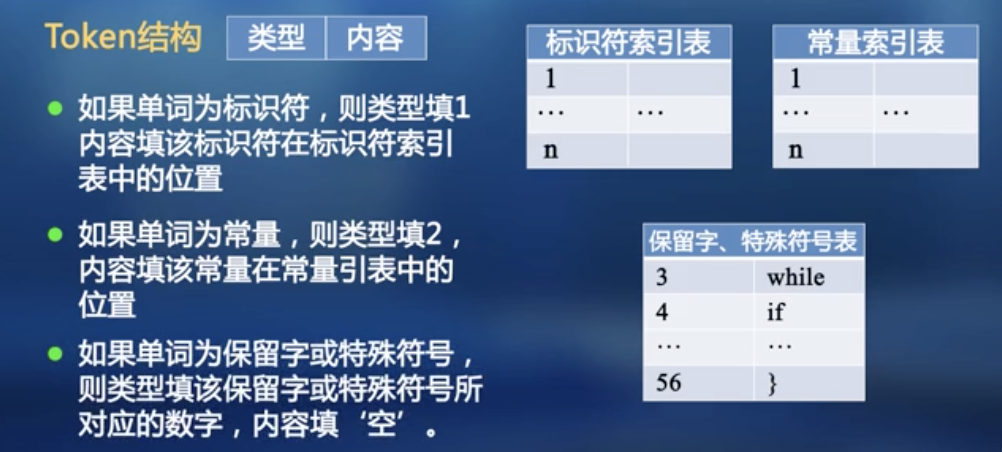 Token结构
类型 内容
如果单词为标识符，则类型填1
内容填该标识符在标识符索引
表中的位置
如果单词为常量，则类型填2，
内容填该常量在常量引表中的
位置
如果单词为保留字或特殊符号，
则类型填该保留字或特殊符号所
对应的数字，内容填‘空’。
标识符索引表
1
… …
n
常量索引表
1
… …
n
保留字、特殊符号表
3 while
4 if
… …
56 }